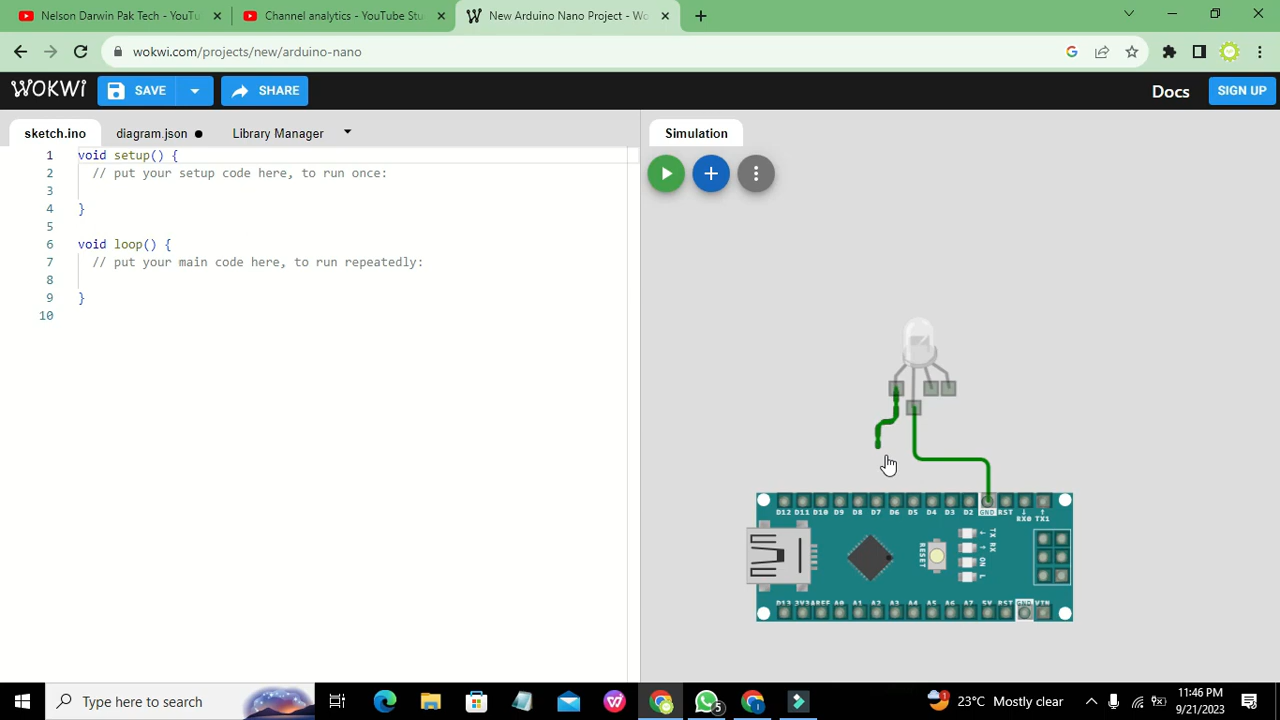 Nelson Darwin Pak Tech - YouTu
Channel analytics - YouTube Stu
New Arduino Nano Project - Wo
wokwi.com/projects/new/arduino-nano
WOKWI
SAVE
SHARE
Docs
SIGN UP
sketch.ino
diagram.json
Library Manager
Simulation
1 void setup() {
2 // put your setup code here, to run once:
3
4 }
5
6 void loop() {
7 // put your main code here, to run repeatedly:
8
9 }
10
D12 D11 D10 D9 D8 D7 D6 D5 D4 D3 D2 GND RST RX0 TX1
RESET
TX RX
ON L
D13 3V3 AREF A0 A1 A2 A3 A4 A5 A6 A7 5V RST GND VIN
Type here to search
5
1
23°C Mostly clear
11:46 PM
9/21/2023